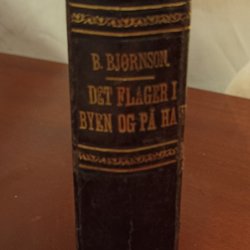 B. BJØRNSON.
DET FLAGER I
BYEN OG PÅ HA